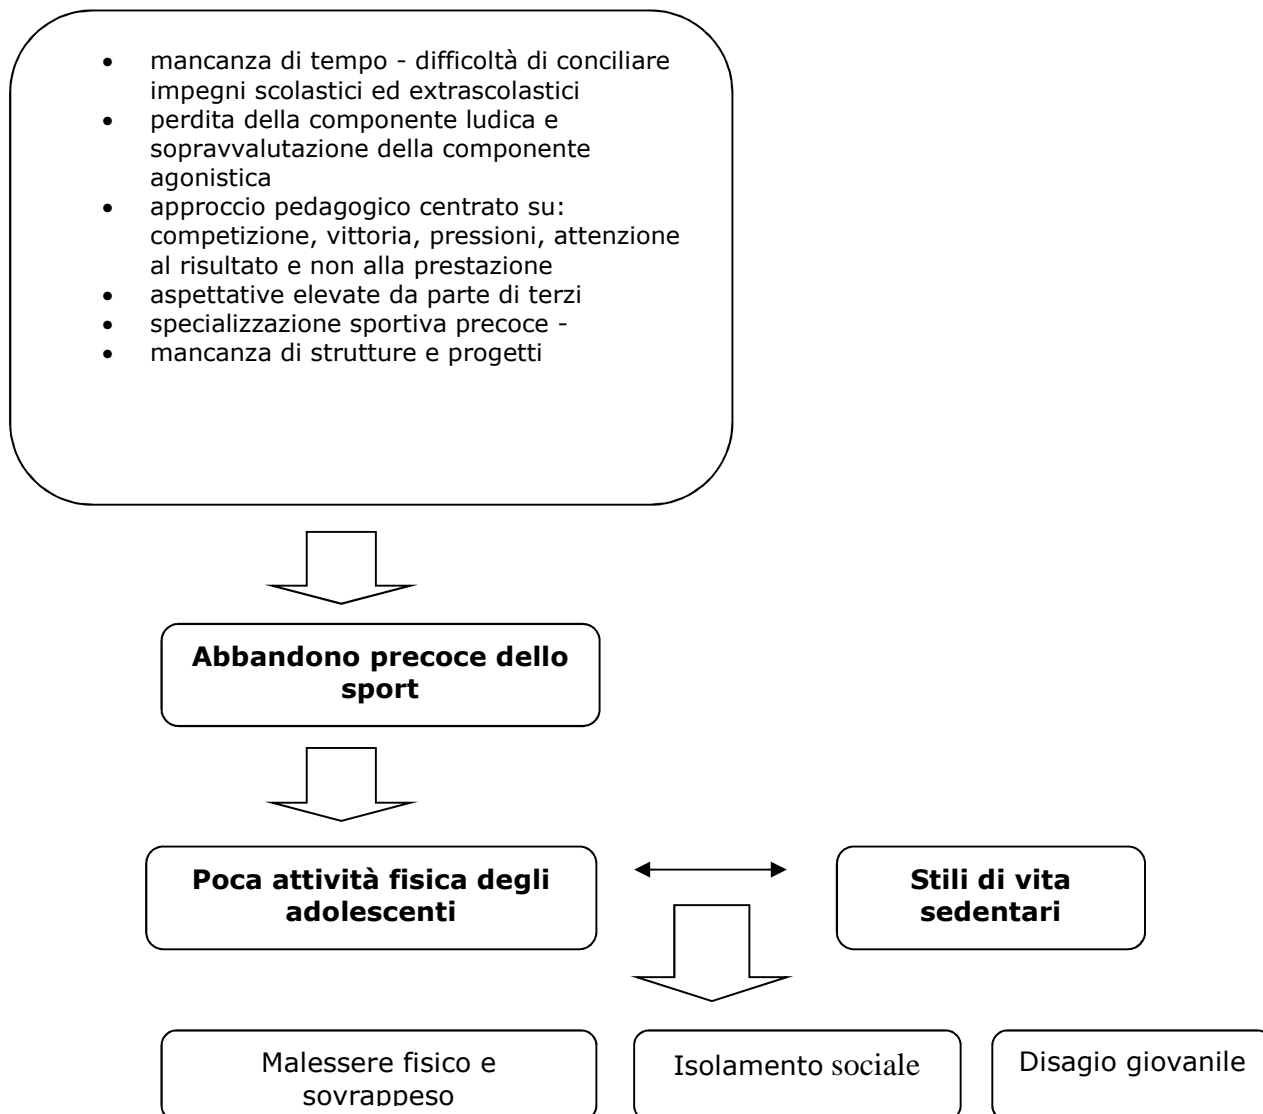 • mancanza di tempo - difficoltà di conciliare
impegni scolastici ed extrascolastici
• perdita della componente ludica e
sopravvalutazione della componente
agonistica
• approccio pedagogico centrato su:
competizione, vittoria, pressioni, attenzione
al risultato e non alla prestazione
• aspettative elevate da parte di terzi
• specializzazione sportiva precoce -
• mancanza di strutture e progetti
Abbandono precoce dello
sport
Poca attività fisica degli
adolescenti
Stili di vita
sedentari
Malessere fisico e
sovrappeso
Isolamento sociale
Disagio giovanile